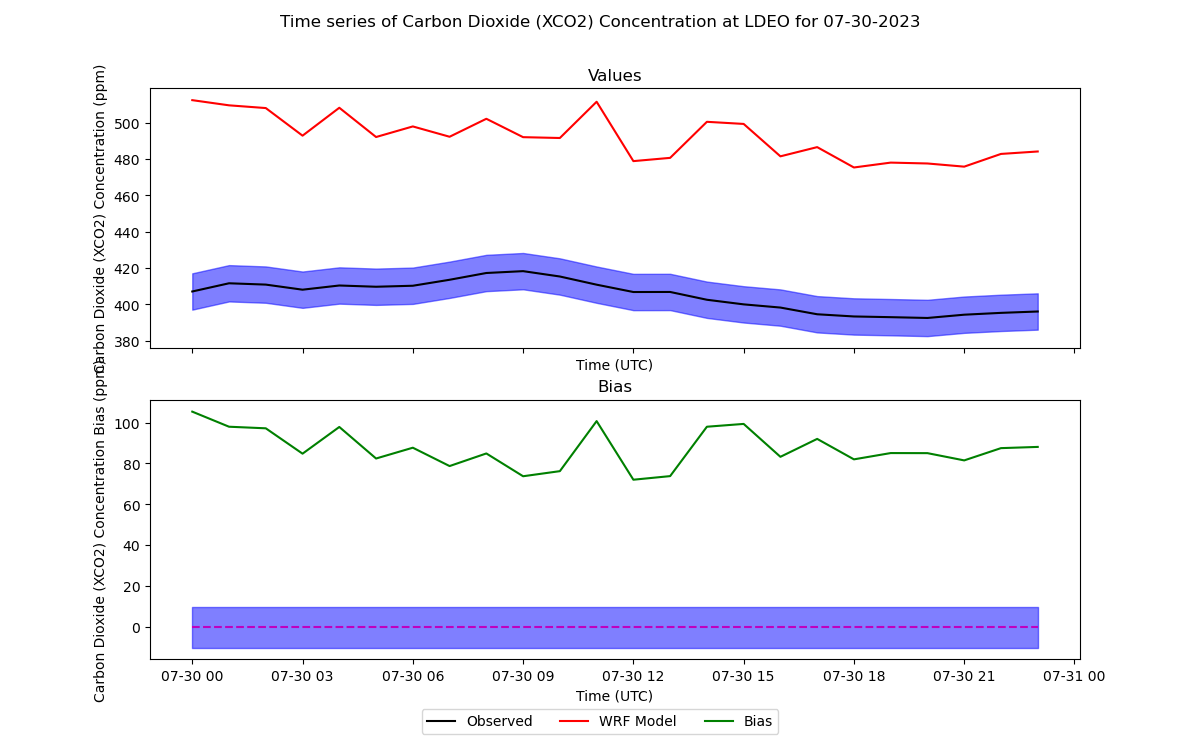 Time series of Carbon Dioxide (XCO2) Concentration at LDEO for 07-30-2023
Values
Carbon Dioxide (XCO2) Concentration (ppm)
500
480
460
440
420
400
380
Time (UTC)
Bias
Carbon Dioxide (XCO2) Concentration Bias (ppm)
100
80
60
40
20
0
07-30 00 07-30 03 07-30 06 07-30 09 07-30 12 07-30 15 07-30 18 07-30 21 07-31 00
Time (UTC)
Observed WRF Model Bias